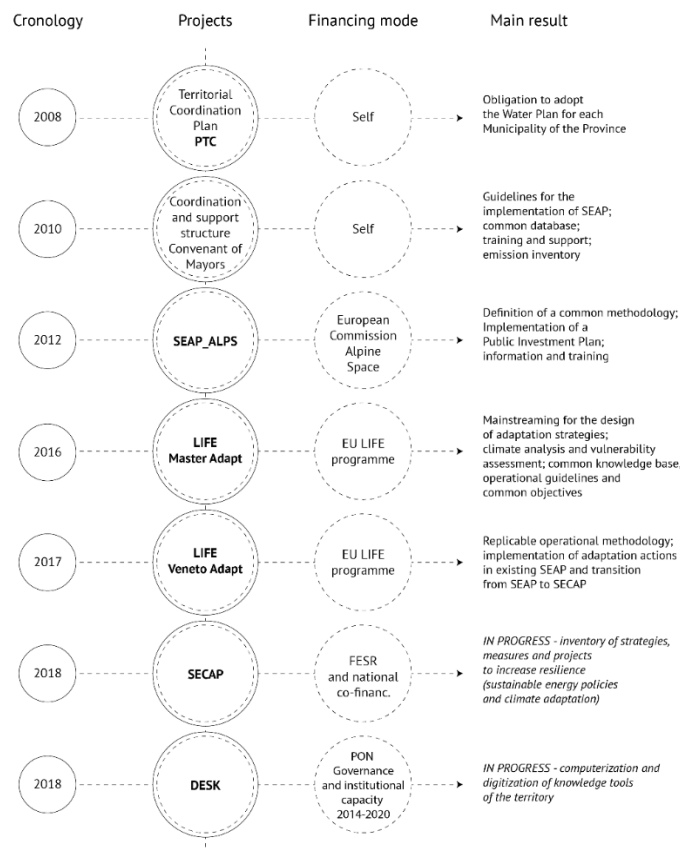 Cronology
Projects
Financing mode
Main result
2008
Territorial
Coordination
Plan
PTC
Self
Obligation to adopt
the Water Plan for each
Municipality of the Province
2010
Coordination
and support
structure
Convenant of
Mayors
Self
Guidelines for the
implementation of SEAP;
common database;
training and support;
emission inventory
2012
SEAP_ALPS
European
Commission
Alpine
Space
Definition of a common methodology;
Implementation of a
Public Investment Plan;
information and training
2016
LIFE
Master Adapt
EU LIFE
programme
Mainstreaming for the design
of adaptation strategies;
climate analysis and vulnerability
assessment; common knowledge base,
operational guidelines and
common objectives
2017
LIFE
Veneto Adapt
EU LIFE
programme
Replicable operational methodology;
implementation of adaptation actions
in existing SEAP and transition
from SEAP to SECAP
2018
SECAP
FESR
and national
co-financ.
IN PROGRESS - inventory of strategies,
measures and projects
to increase resilience
(sustainable energy policies
and climate adaptation)
2018
DESK
PON
Governance
and institutional
capacity
2014-2020
IN PROGRESS - computerization and
digitization of knowledge tools
of the territory